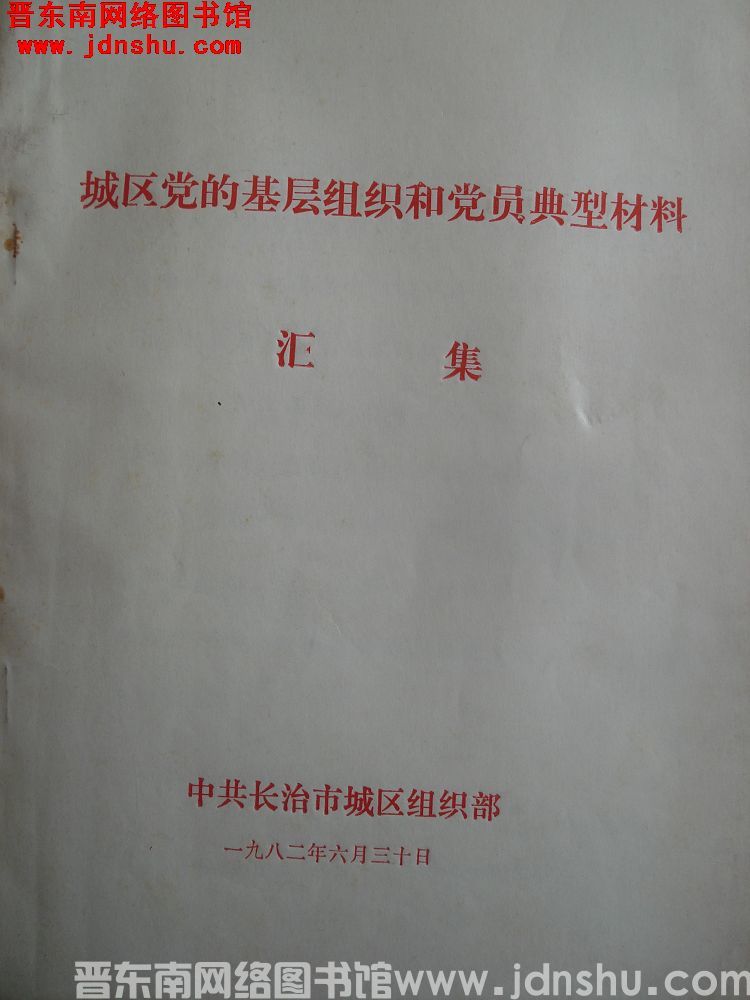 晋东南网络图书馆
www.jdnshu.com
城区党的基层组织和党员典型材料
汇 集
中共长治市城区组织部
一九八二年六月三十日
晋东南网络图书馆www.jdnshu.com